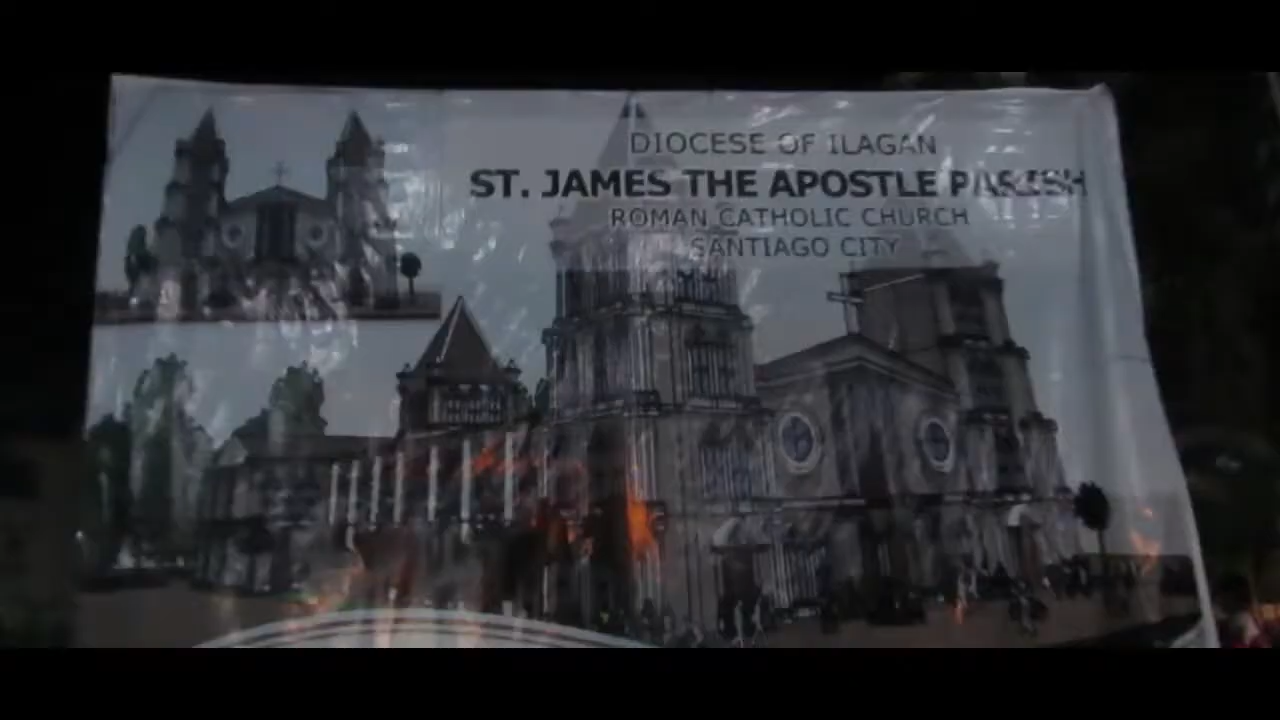 DIOCESE OF ILAGAN
ST. JAMES THE APOSTLE PARISH
ROMAN CATHOLIC CHURCH
SANTIAGO CITY